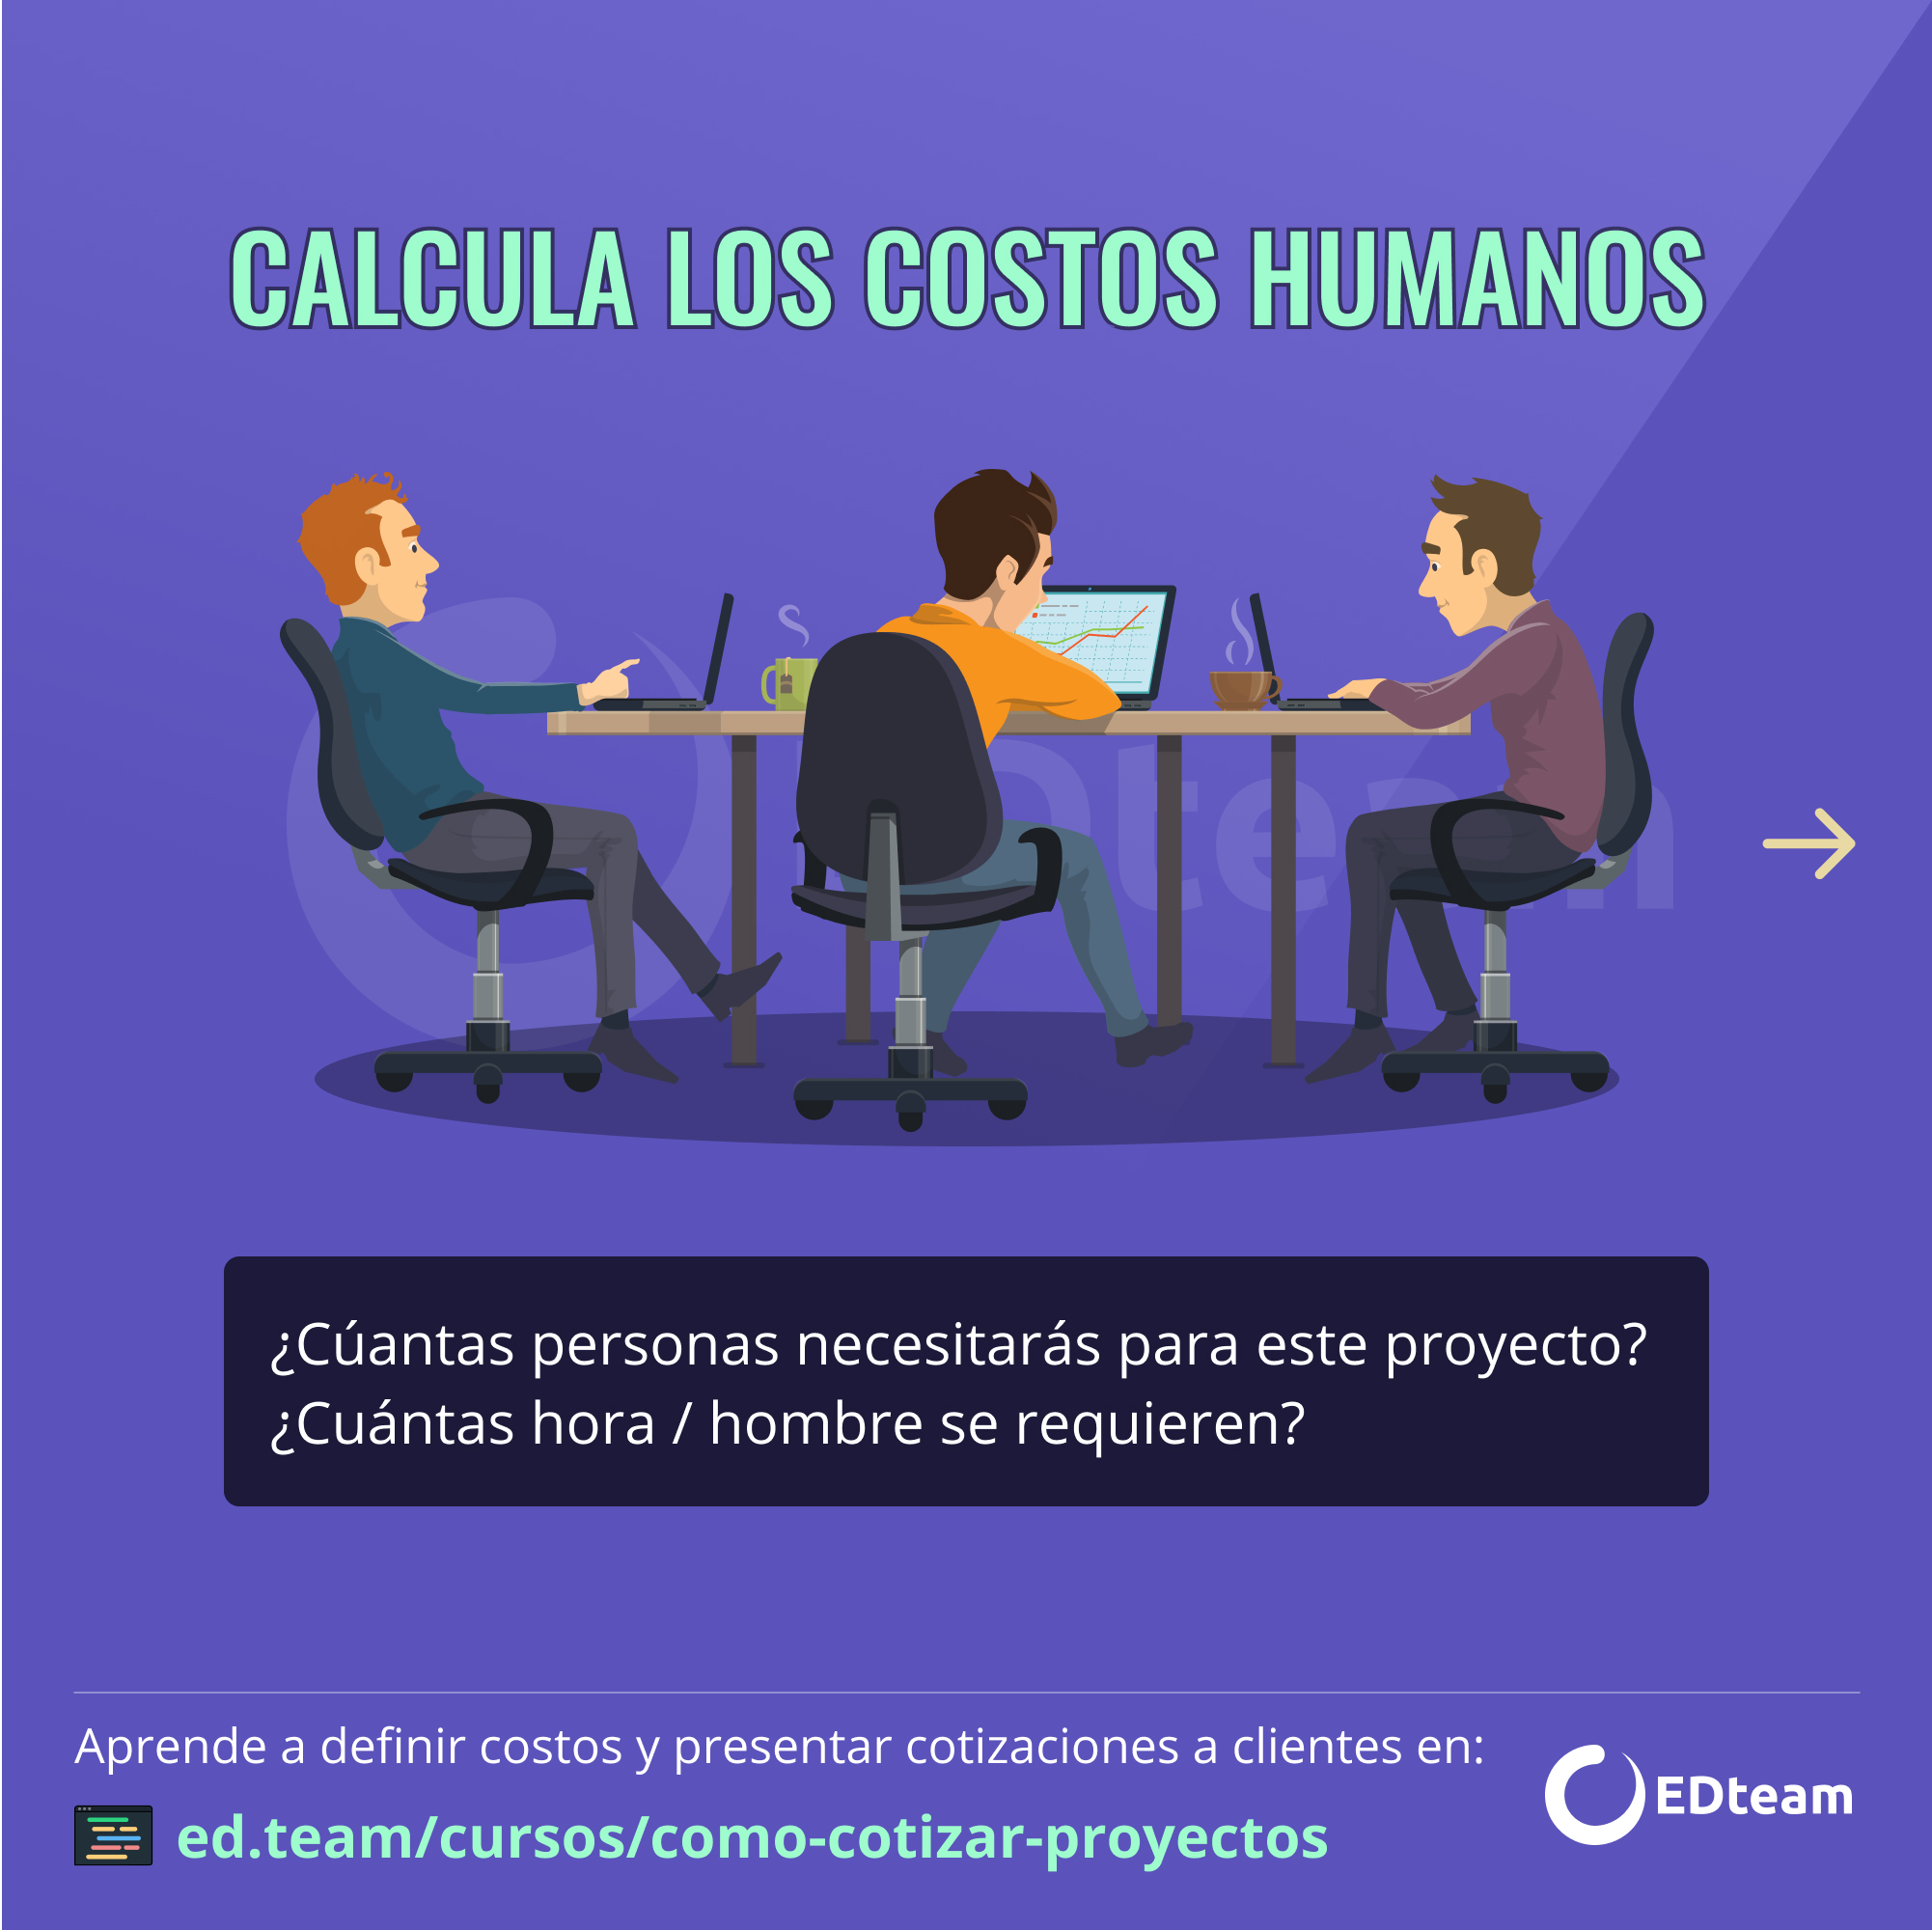 CALCULA LOS COSTOS HUMANOS
EDteam
¿Cúantas personas necesitarás para este proyecto?
¿Cuántas hora / hombre se requieren?
Aprende a definir costos y presentar cotizaciones a clientes en:
ed.team/cursos/como-cotizar-proyectos
EDteam